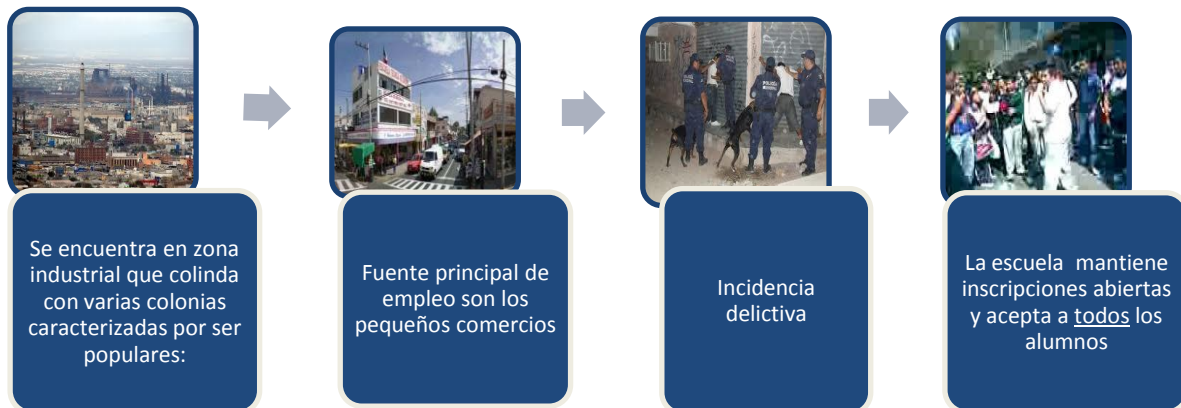 Se encuentra en zona
industrial que colinda
con varias colonias
caracterizadas por ser
populares:
Fuente principal de
empleo son los
pequeños comercios
Incidencia
delictiva
La escuela mantiene
inscripciones abiertas
y acepta a todos los
alumnos